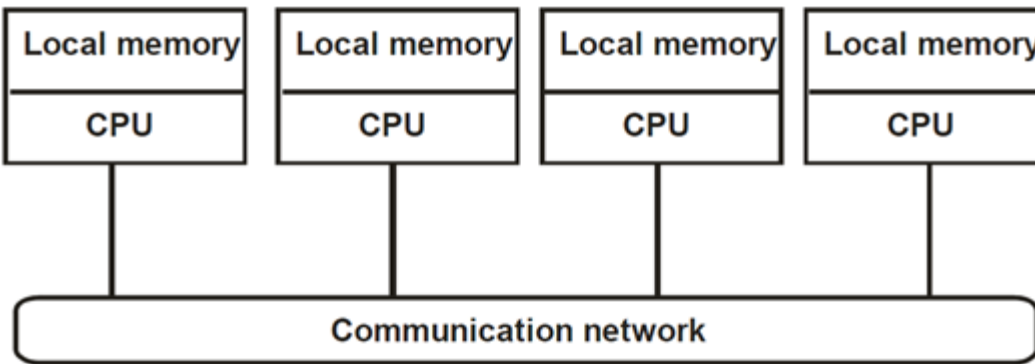 Local memory Local memory Local memory Local memory
CPU CPU CPU CPU
Communication network